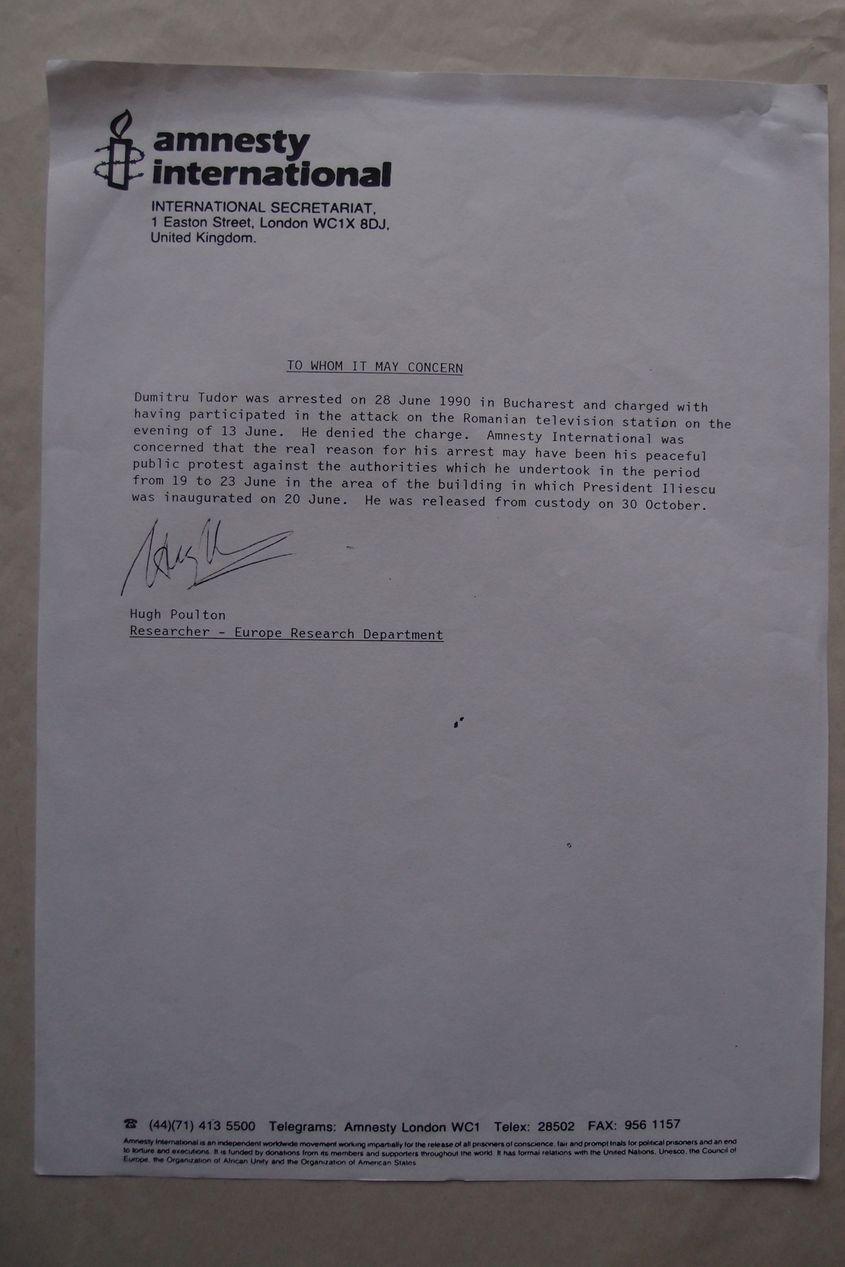 amnesty
international
INTERNATIONAL SECRETARIAT,
1 Easton Street, London WC1X 8DJ,
United Kingdom.
TO WHOM IT MAY CONCERN
Dumitru Tudor was arrested on 28 June 1990 in Bucharest and charged with
having participated in the attack on the Romanian television station on the
evening of 13 June. He denied the charge. Amnesty International was
concerned that the real reason for his arrest may have been his peaceful
public protest against the authorities which he undertook in the period
from 19 to 23 June in the area of the building in which President Iliescu
was inaugurated on 20 June. He was released from custody on 30 October.
Hugh Poulton
Researcher - Europe Research Department
☎ (44)(71) 413 5500 Telegrams: Amnesty London WC1 Telex: 28502 FAX: 956 1157
Amnesty International is an independent worldwide movement working impartially for the release of all prisoners of conscience, fair and prompt trials for political prisoners and an end
to torture and executions. It is funded by donations from its members and supporters throughout the world. It has formal relations with the United Nations, Unesco, the Council of
Europe, the Organization of African Unity and the Organization of American States